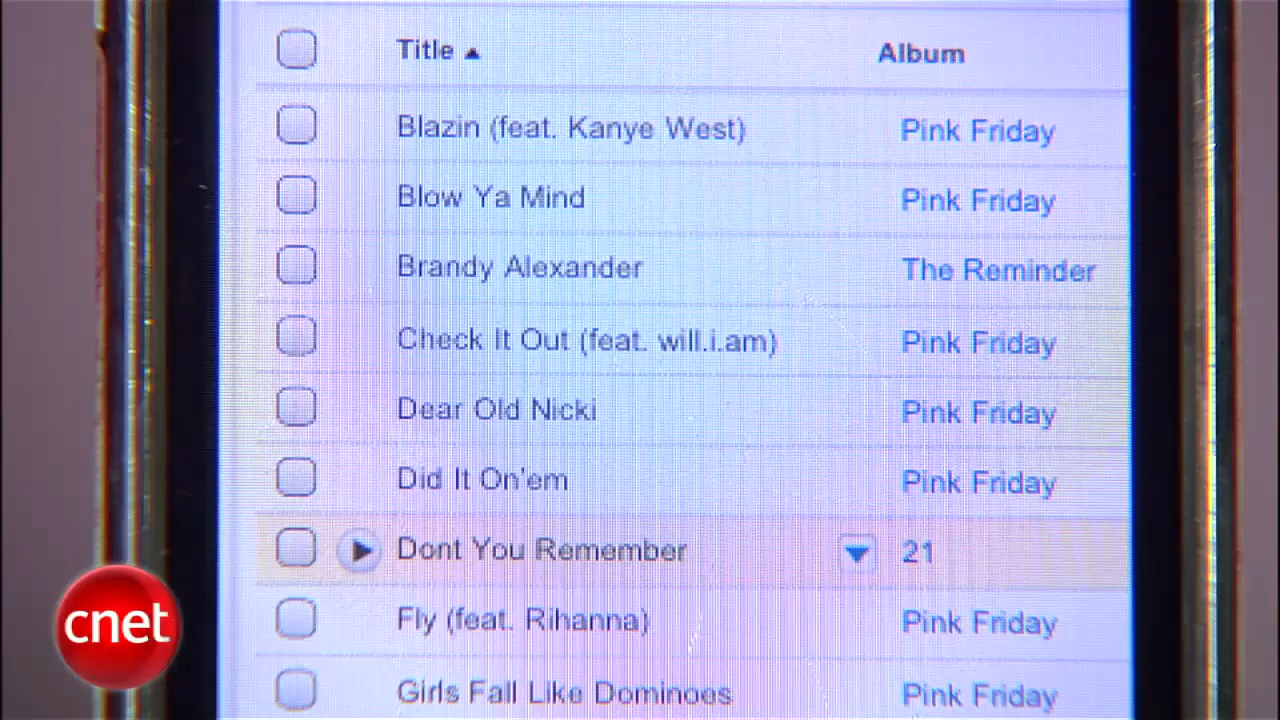 Title Album
Blazin (feat. Kanye West) Pink Friday
Blow Ya Mind Pink Friday
Brandy Alexander The Reminder
Check It Out (feat. will.i.am) Pink Friday
Dear Old Nicki Pink Friday
Did It On'em Pink Friday
Dont You Remember 21
Fly (feat. Rihanna) Pink Friday
Girls Fall Like Dominoes Pink Friday
cnet